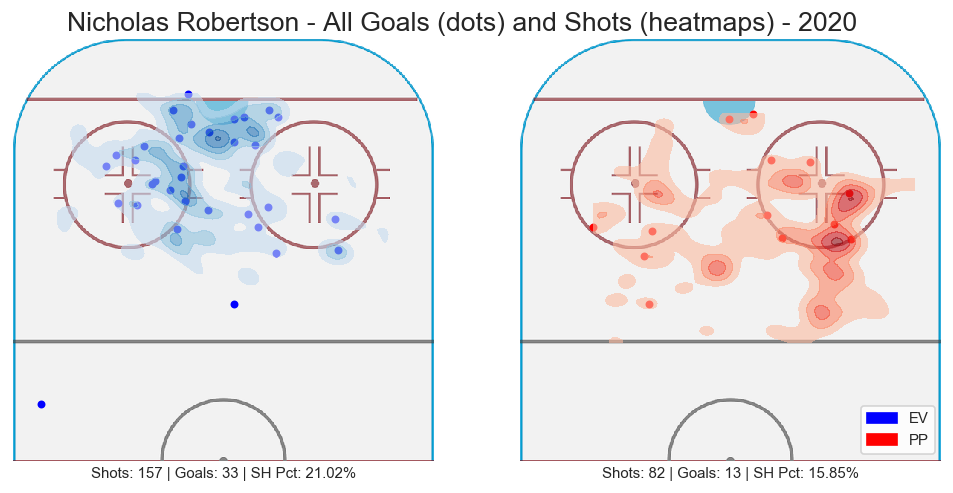 Nicholas Robertson - All Goals (dots) and Shots (heatmaps) - 2020
EV
PP
Shots: 157 | Goals: 33 | SH Pct: 21.02%
Shots: 82 | Goals: 13 | SH Pct: 15.85%